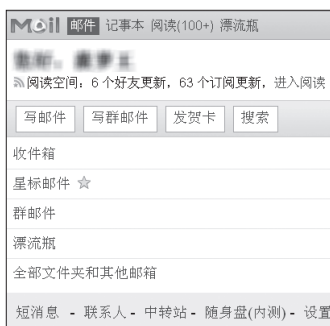 Mail 邮件 记事本 阅读(100+) 漂流瓶
阅读空间：6 个好友更新，63 个订阅更新，进入阅读
写邮件 写群邮件 发贺卡 搜索
收件箱
星标邮件
群邮件
漂流瓶
全部文件夹和其他邮箱
短消息 - 联系人 - 中转站 - 随身盘(内测) - 设置